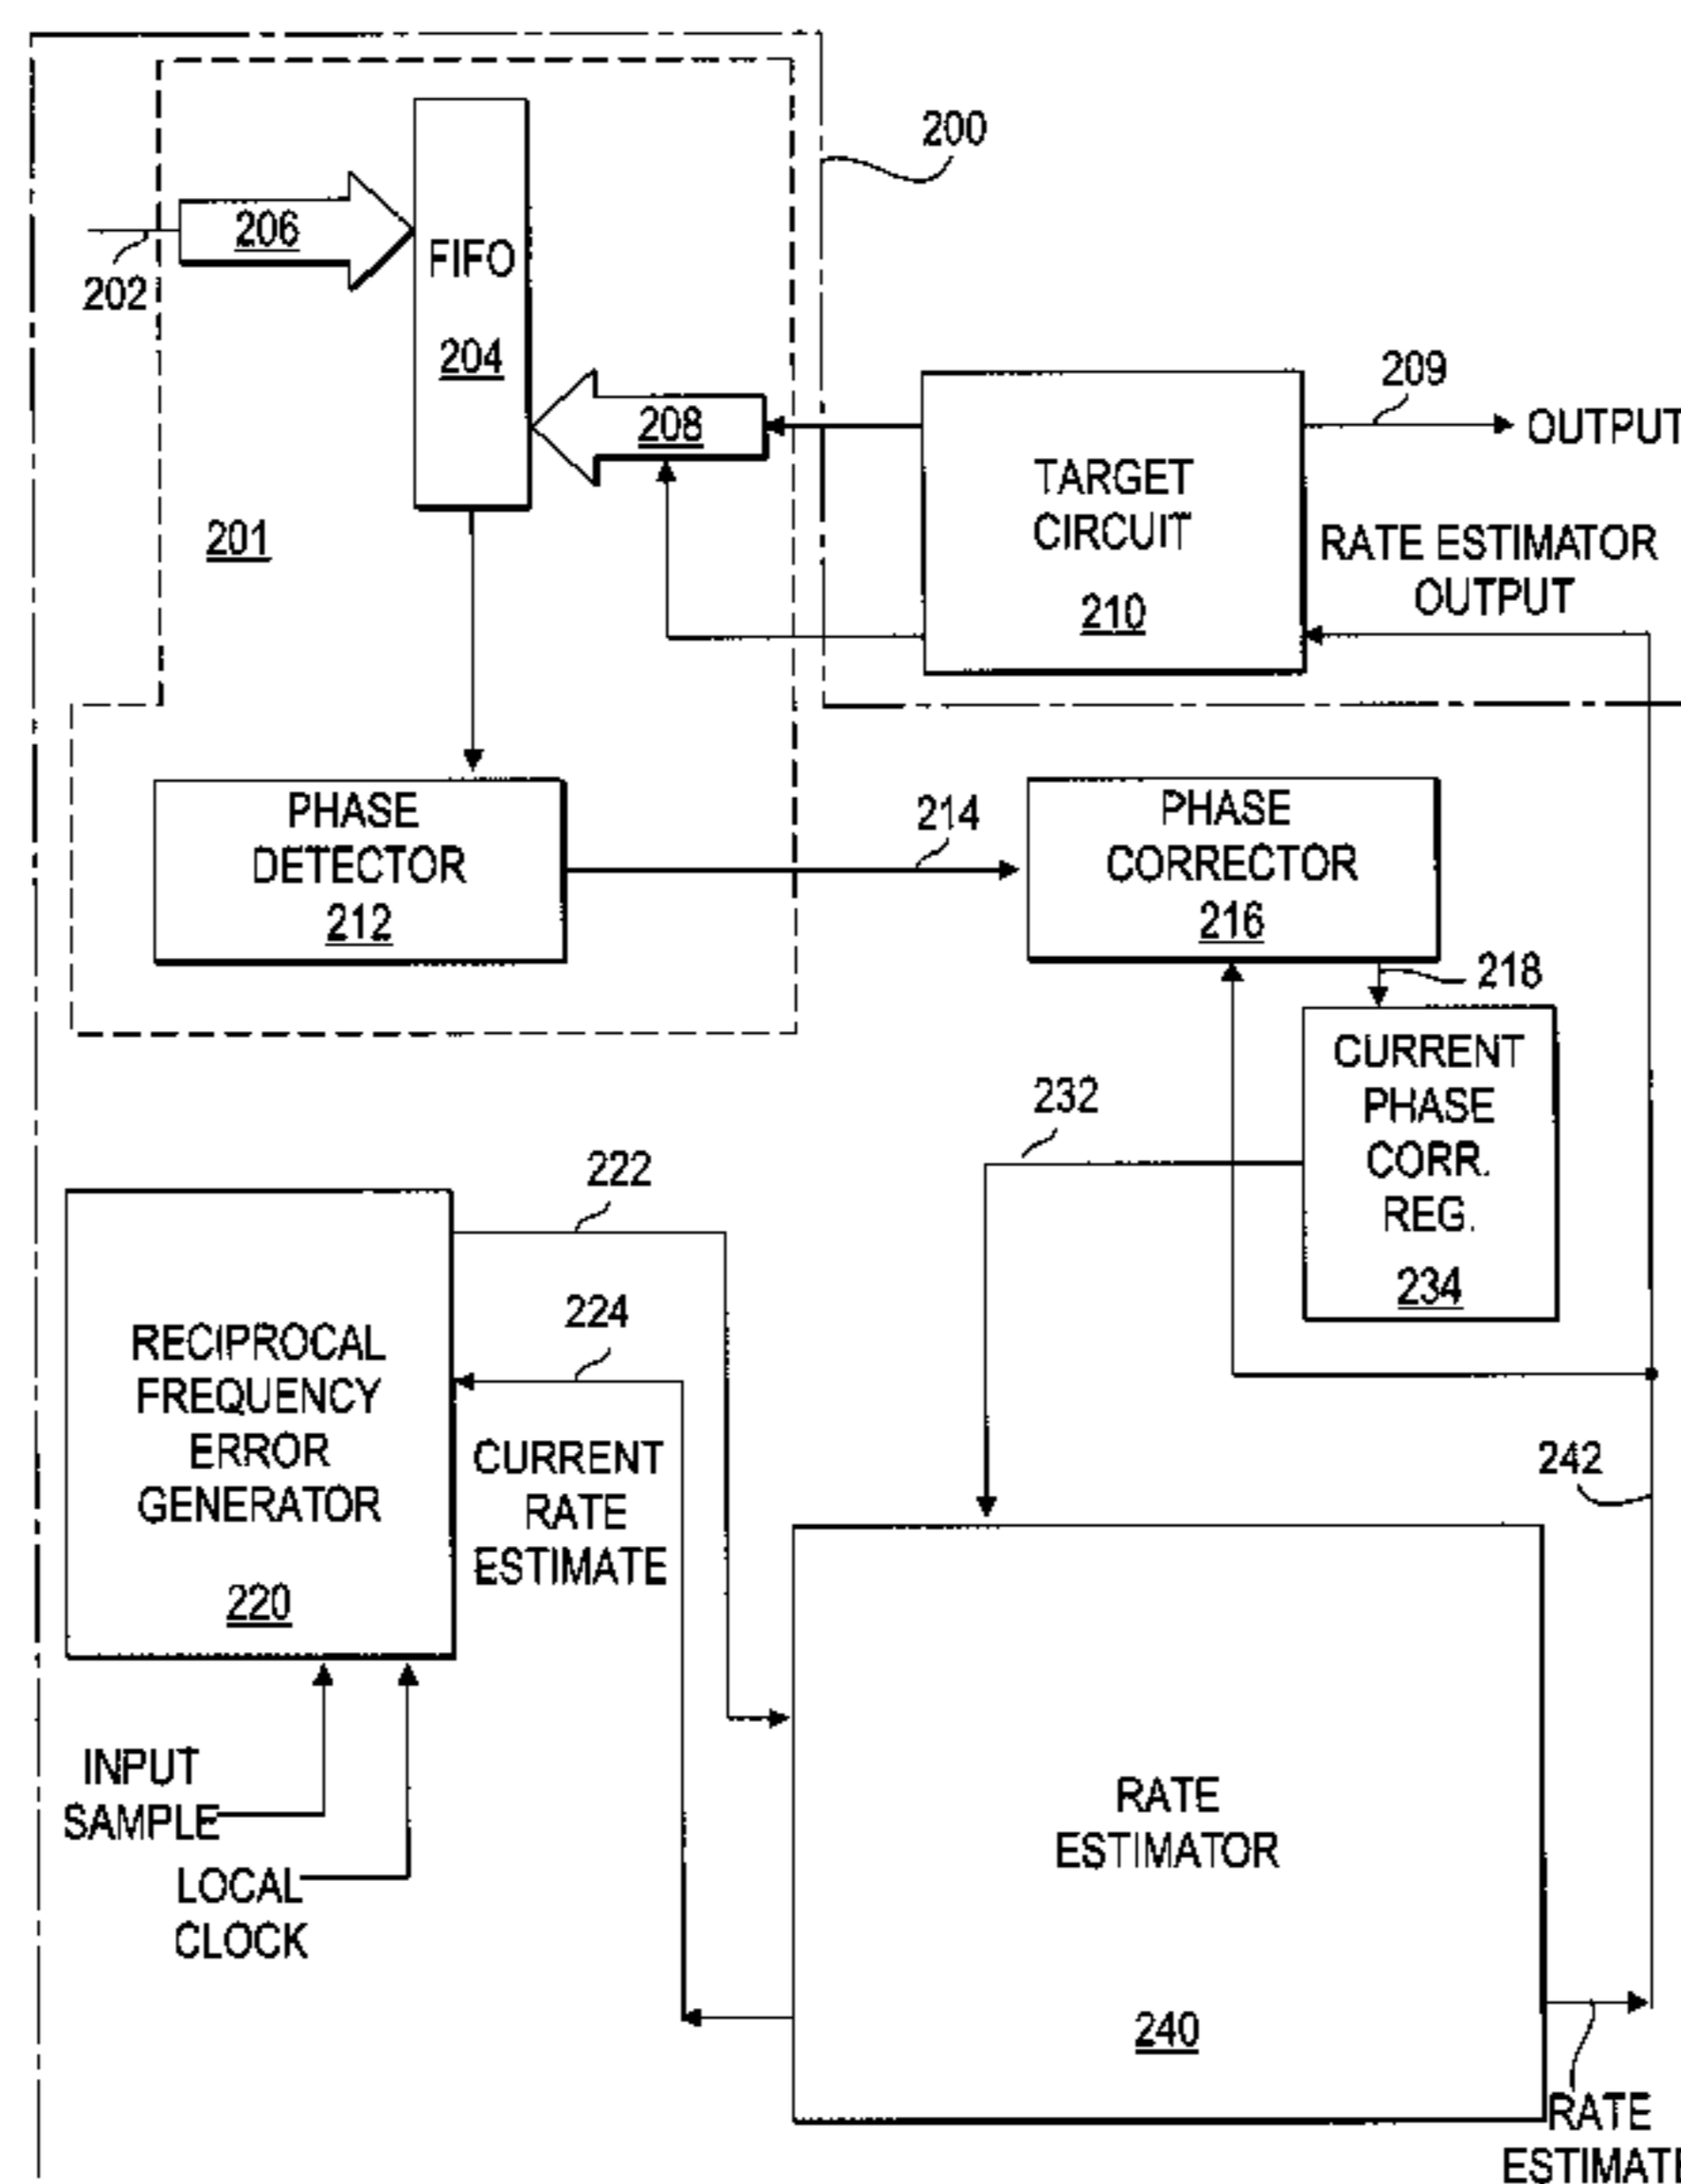 200
206
202
FIFO
204
208
209
OUTPUT
TARGET
CIRCUIT
210
RATE ESTIMATOR
OUTPUT
201
PHASE
DETECTOR
212
214
PHASE
CORRECTOR
216
218
CURRENT
PHASE
CORR.
REG.
234
232
222
224
RECIPROCAL
FREQUENCY
ERROR
GENERATOR
220
CURRENT
RATE
ESTIMATE
242
INPUT
SAMPLE
LOCAL
CLOCK
RATE
ESTIMATOR
240
RATE
ESTIMATE